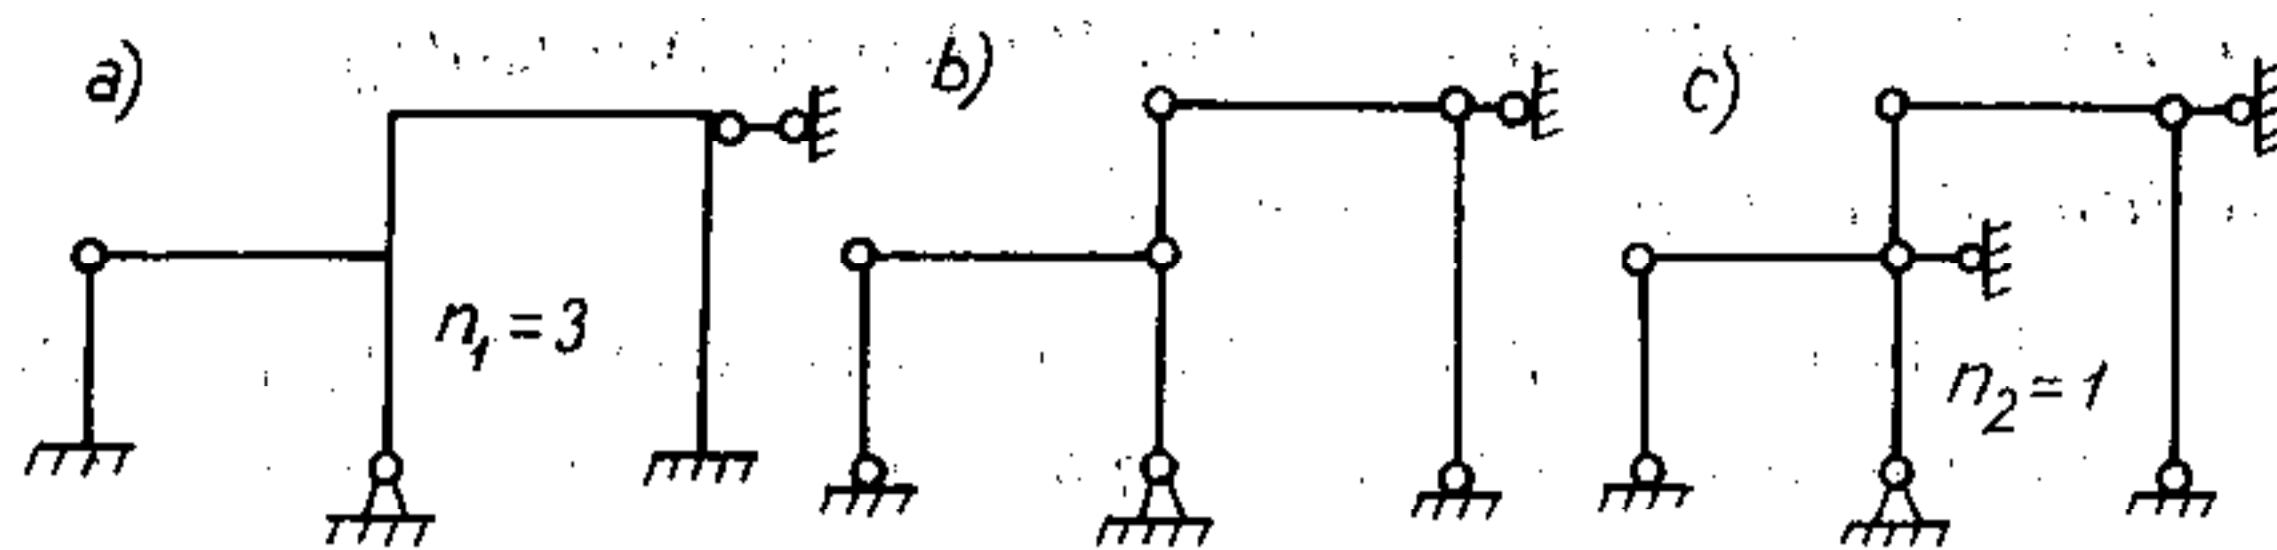 a)
b)
c)
n₁ = 3
n₂ = 1